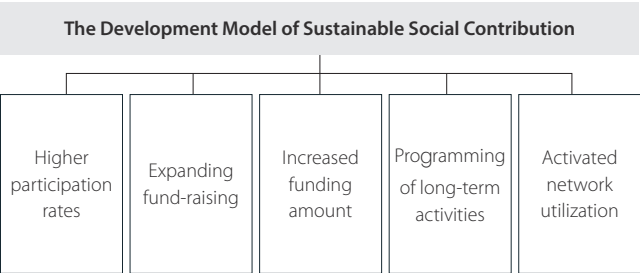 The Development Model of Sustainable Social Contribution
Higher
participation
rates
Expanding
fund-raising
Increased
funding
amount
Programming
of long-term
activities
Activated
network
utilization